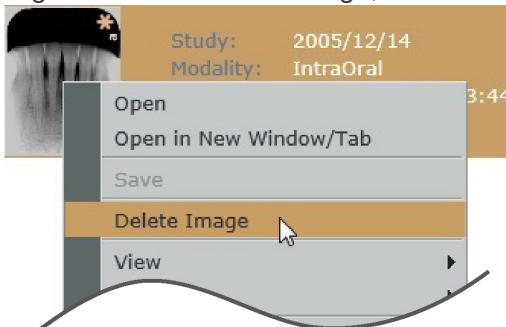 Study: 2005/12/14
Modality: IntraOral
3:44
Open
Open in New Window/Tab
Save
Delete Image
View